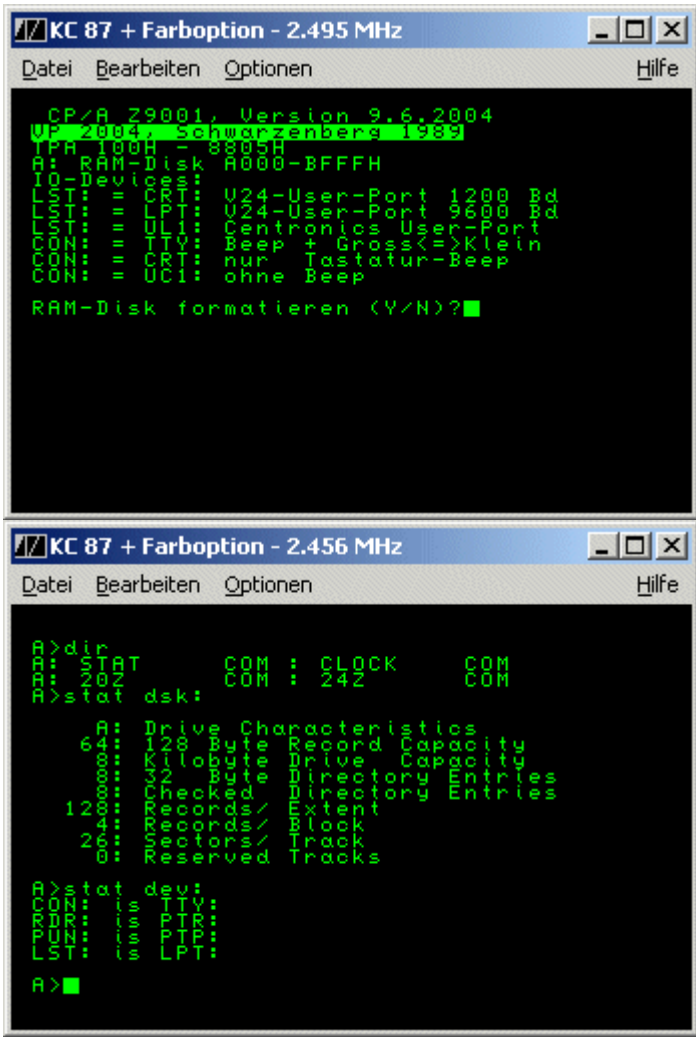 KC 87 + Farboption - 2.495 MHz
Datei Bearbeiten Optionen Hilfe
CP/A Z9001, Version 9.6.2004
VP 2004, Schwarzenberg 1989
TPA 100H - 8805H
A: RAM-Disk A000-BFFFH
IO-Devices:
LST: = CRT: V24-User-Port 1200 Bd
LST: = LPT: V24-User-Port 9600 Bd
LST: = UL1: Centronics User-Port
CON: = TTY: Beep + Gross<=>Klein
CON: = CRT: nur Tastatur-Beep
CON: = UC1: ohne Beep
RAM-Disk formatieren (Y/N)?
KC 87 + Farboption - 2.456 MHz
Datei Bearbeiten Optionen Hilfe
A>dir
A: STAT COM : CLOCK COM
A: 20Z COM : 24Z COM
A>stat dsk:
A: Drive Characteristics
64: 128 Byte Record Capacity
8: Kilobyte Drive Capacity
8: 32 Byte Directory Entries
8: Checked Directory Entries
128: Records/ Extent
4: Records/ Block
26: Sectors/ Track
0: Reserved Tracks
A>stat dev:
CON: is TTY:
RDR: is PTR:
PUN: is PTP:
LST: is LPT:
A>